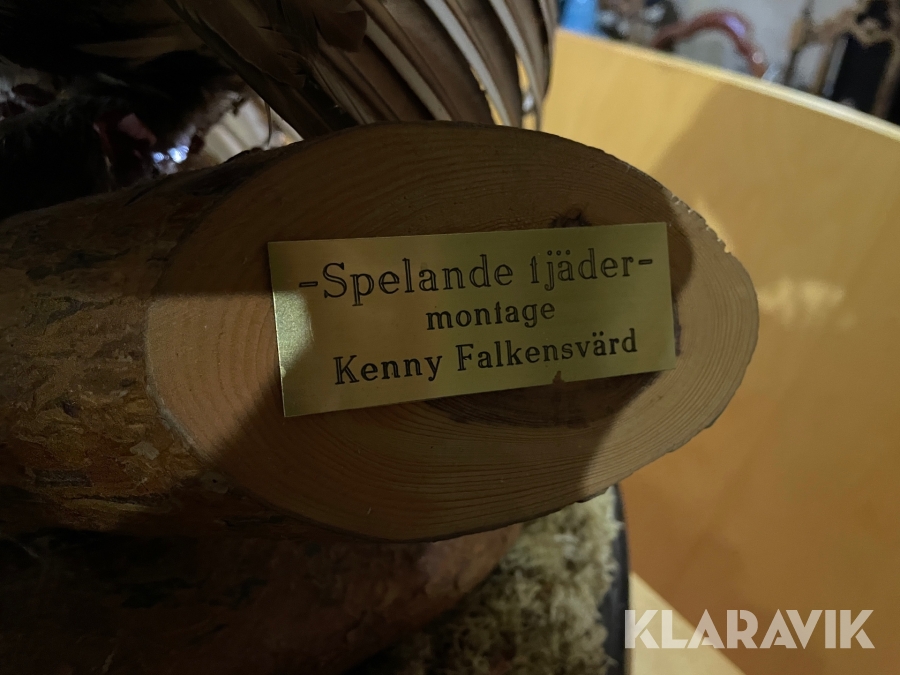 -Spelande tjäder-
montage
Kenny Falkensvärd
KLARAVIK